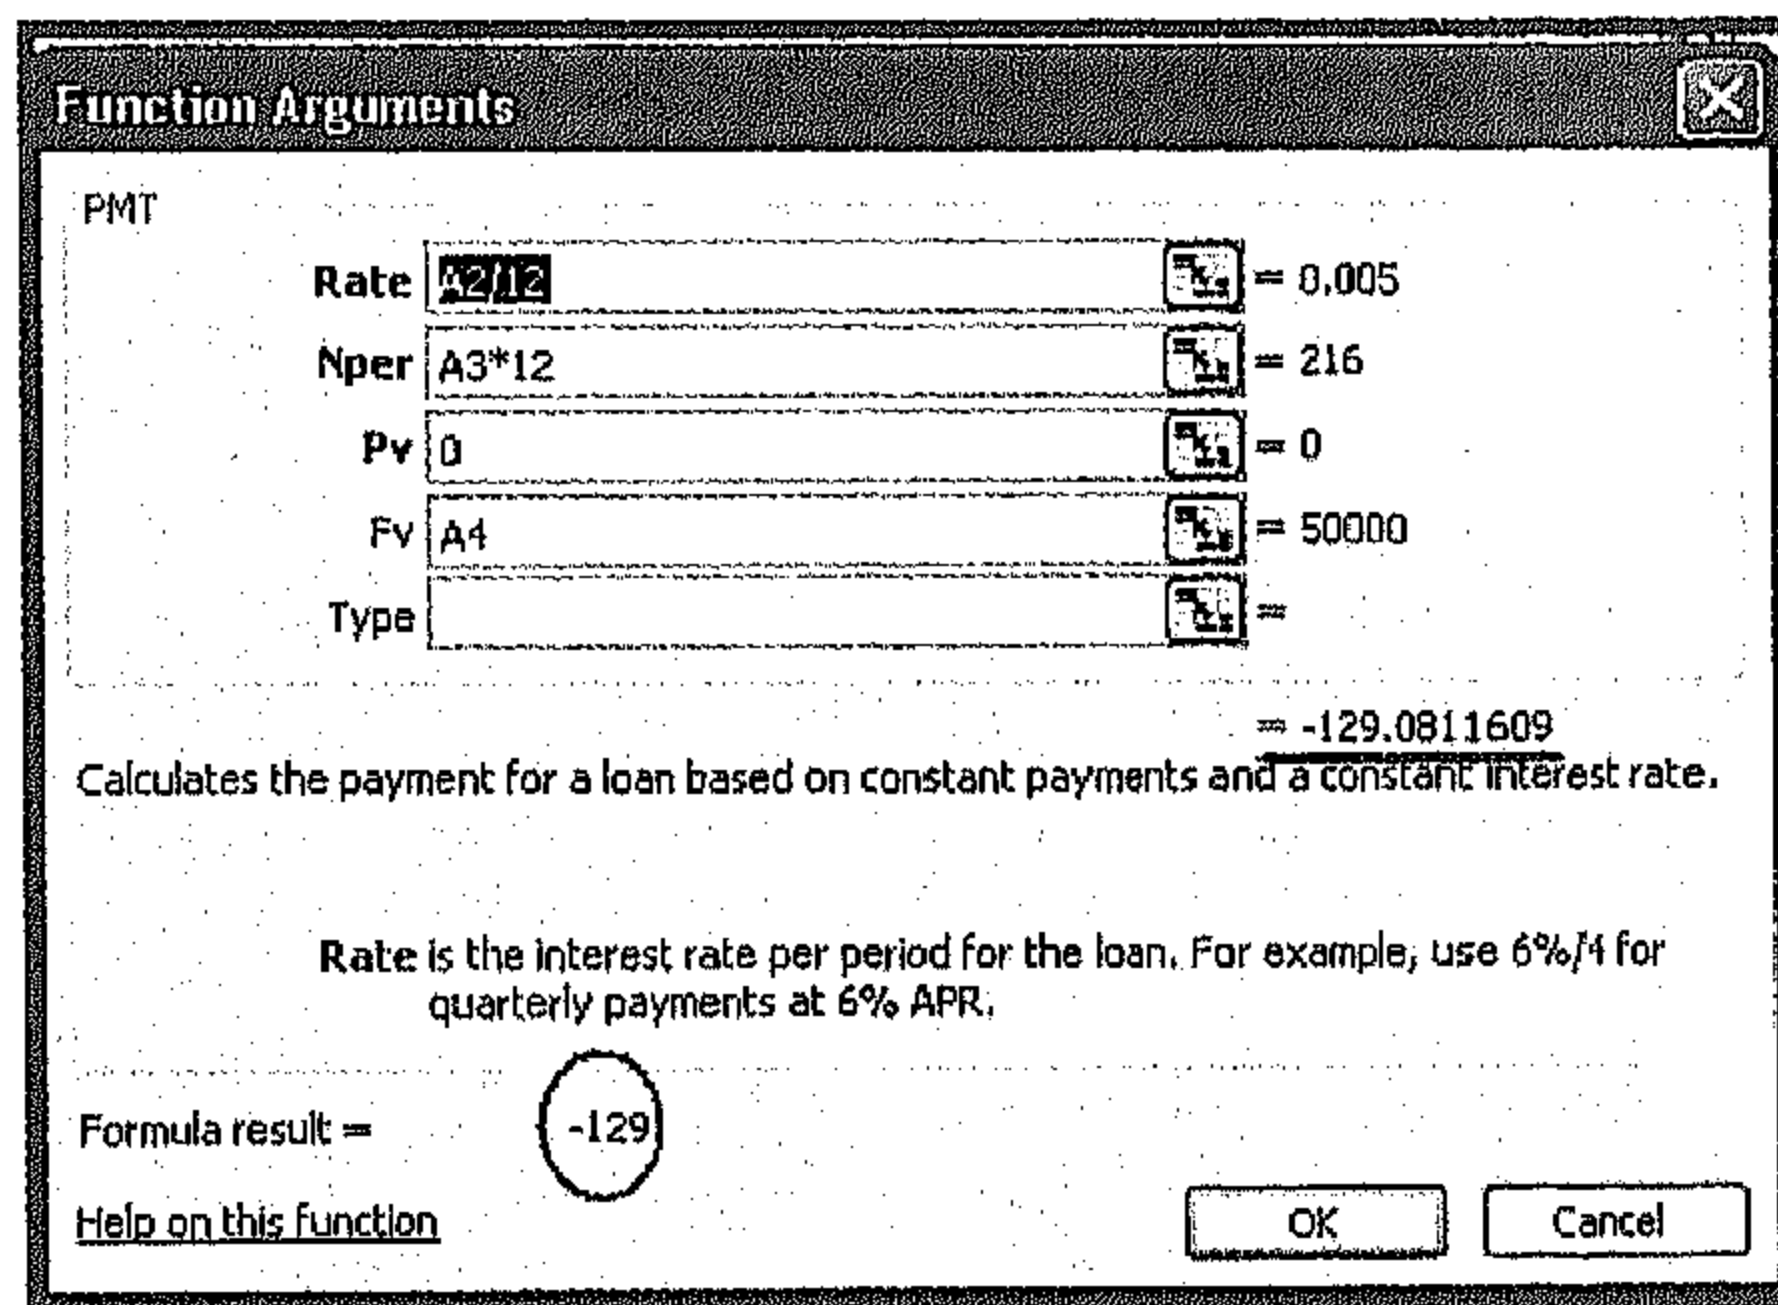 Function Arguments
PMT
Rate A2/12 = 0.005
Nper A3*12 = 216
Pv 0 = 0
Fv A4 = 50000
Type =
= -129.0811609
Calculates the payment for a loan based on constant payments and a constant interest rate.
Rate is the interest rate per period for the loan. For example, use 6%/4 for
quarterly payments at 6% APR.
Formula result = -129
Help on this function
OK Cancel